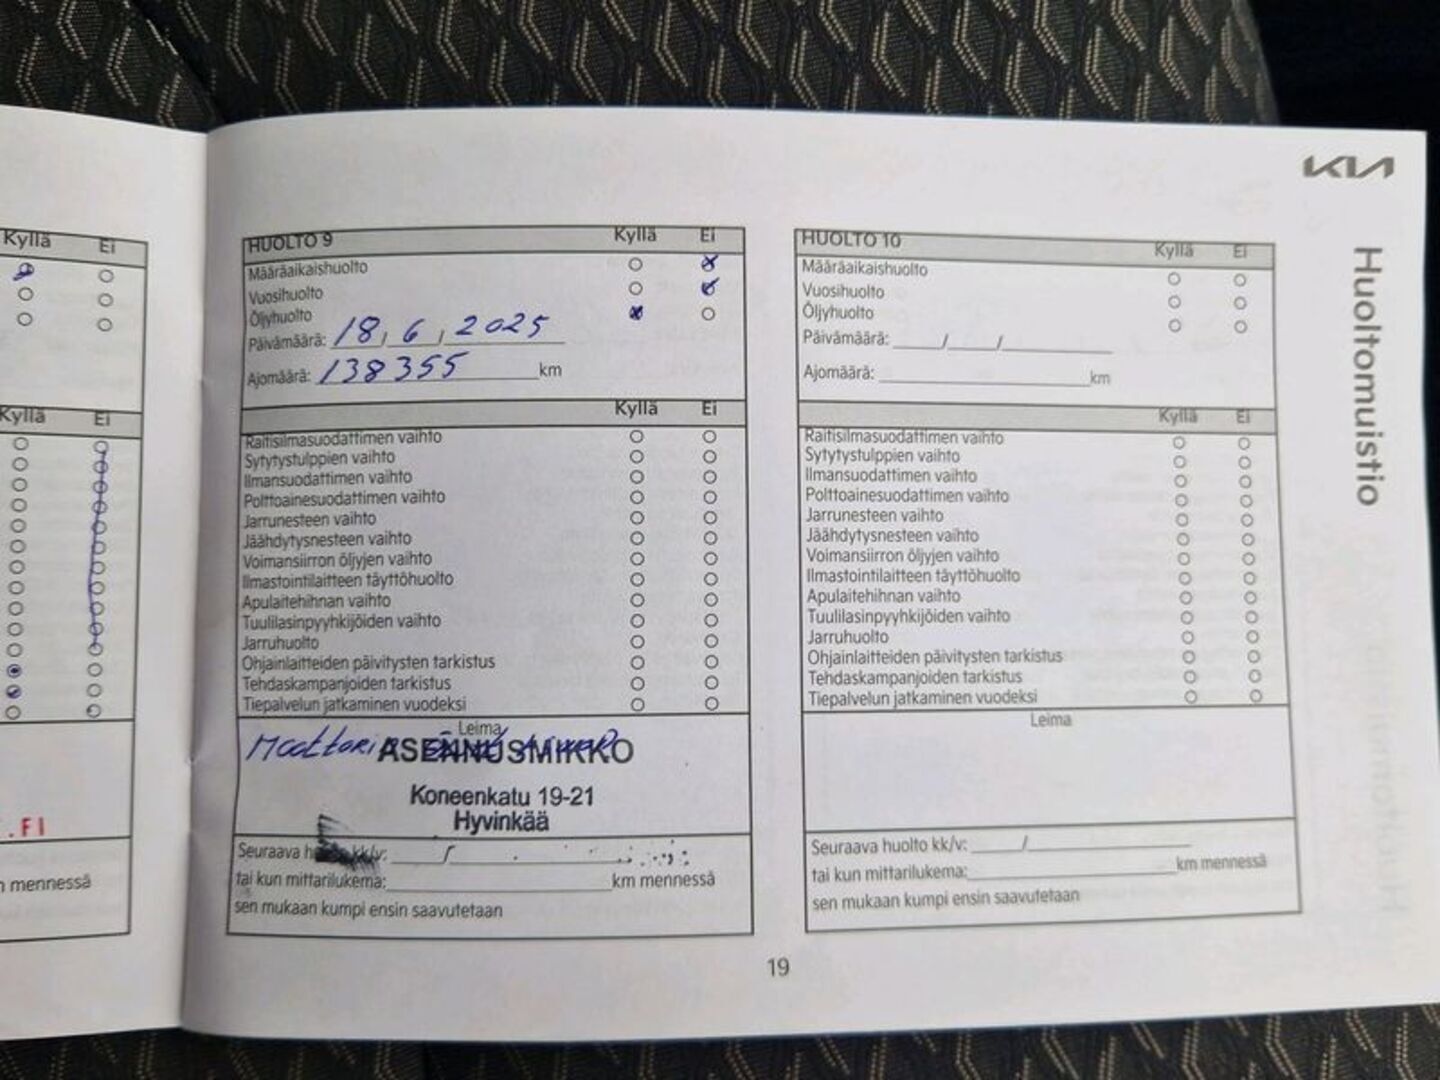 KIA
Huoltomuistio
Kyllä Ei
Kyllä Ei
.FI
mennessä
HUOLTO 9 Kyllä Ei
Määräaikaishuolto
Vuosihuolto
Öljyhuolto
Päivämäärä: 18, 6, 2025
Ajomäärä: 138355 km
Kyllä Ei
Raitisilmasuodattimen vaihto
Sytytystulppien vaihto
Ilmansuodattimen vaihto
Polttoainesuodattimen vaihto
Jarrunesteen vaihto
Jäähdytysnesteen vaihto
Voimansiirron öljyjen vaihto
Ilmastointilaitteen täyttöhuolto
Apulaitehihnan vaihto
Tuulilasinpyyhkijöiden vaihto
Jarruhuolto
Ohjainlaitteiden päivitysten tarkistus
Tehdaskampanjoiden tarkistus
Tiepalvelun jatkaminen vuodeksi
Leima
ASENNUSMIKKO
Koneenkatu 19-21
Hyvinkää
Seuraava kk/v: /
tai kun mittarilukema: km mennessä
sen mukaan kumpi ensin saavutetaan
HUOLTO 10 Kyllä Ei
Määräaikaishuolto
Vuosihuolto
Öljyhuolto
Päivämäärä: / /
Ajomäärä: km
Kyllä Ei
Raitisilmasuodattimen vaihto
Sytytystulppien vaihto
Ilmansuodattimen vaihto
Polttoainesuodattimen vaihto
Jarrunesteen vaihto
Jäähdytysnesteen vaihto
Voimansiirron öljyjen vaihto
Ilmastointilaitteen täyttöhuolto
Apulaitehihnan vaihto
Tuulilasinpyyhkijöiden vaihto
Jarruhuolto
Ohjainlaitteiden päivitysten tarkistus
Tehdaskampanjoiden tarkistus
Tiepalvelun jatkaminen vuodeksi
Leima
Seuraava huolto kk/v: /
tai kun mittarilukema: km mennessä
sen mukaan kumpi ensin saavutetaan
19